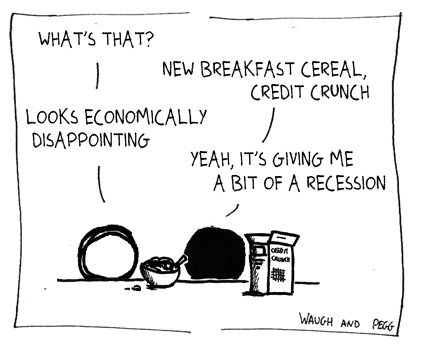 WHAT'S THAT?
NEW BREAKFAST CEREAL,
CREDIT CRUNCH
LOOKS ECONOMICALLY
DISAPPOINTING
YEAH, IT'S GIVING ME
A BIT OF A RECESSION
CREDIT
CRUNCH
WAUGH AND PEGG